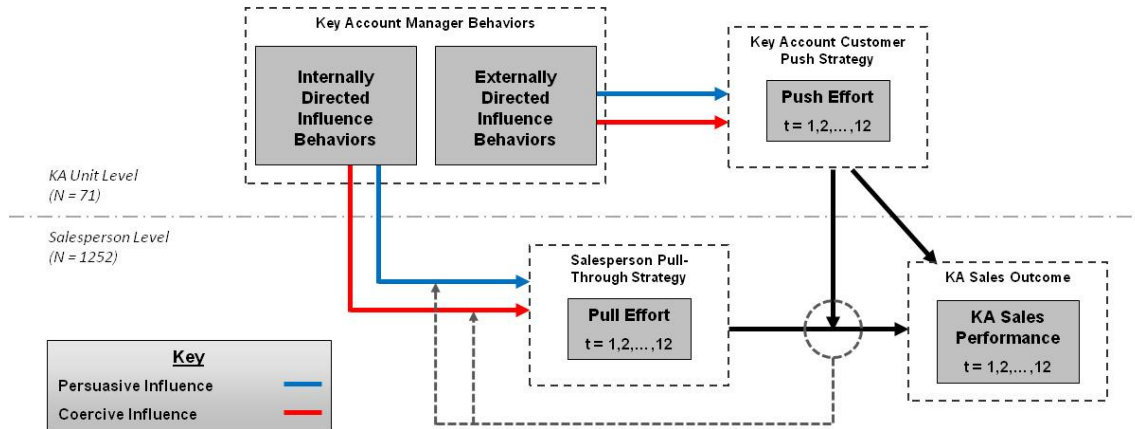 Key Account Manager Behaviors
Internally
Directed
Influence
Behaviors
Externally
Directed
Influence
Behaviors
Key Account Customer
Push Strategy
Push Effort
t = 1,2,...,12
KA Unit Level
(N = 71)
Salesperson Level
(N = 1252)
Salesperson Pull-
Through Strategy
Pull Effort
t = 1,2,...,12
KA Sales Outcome
KA Sales
Performance
t = 1,2,...,12
Key
Persuasive Influence
Coercive Influence